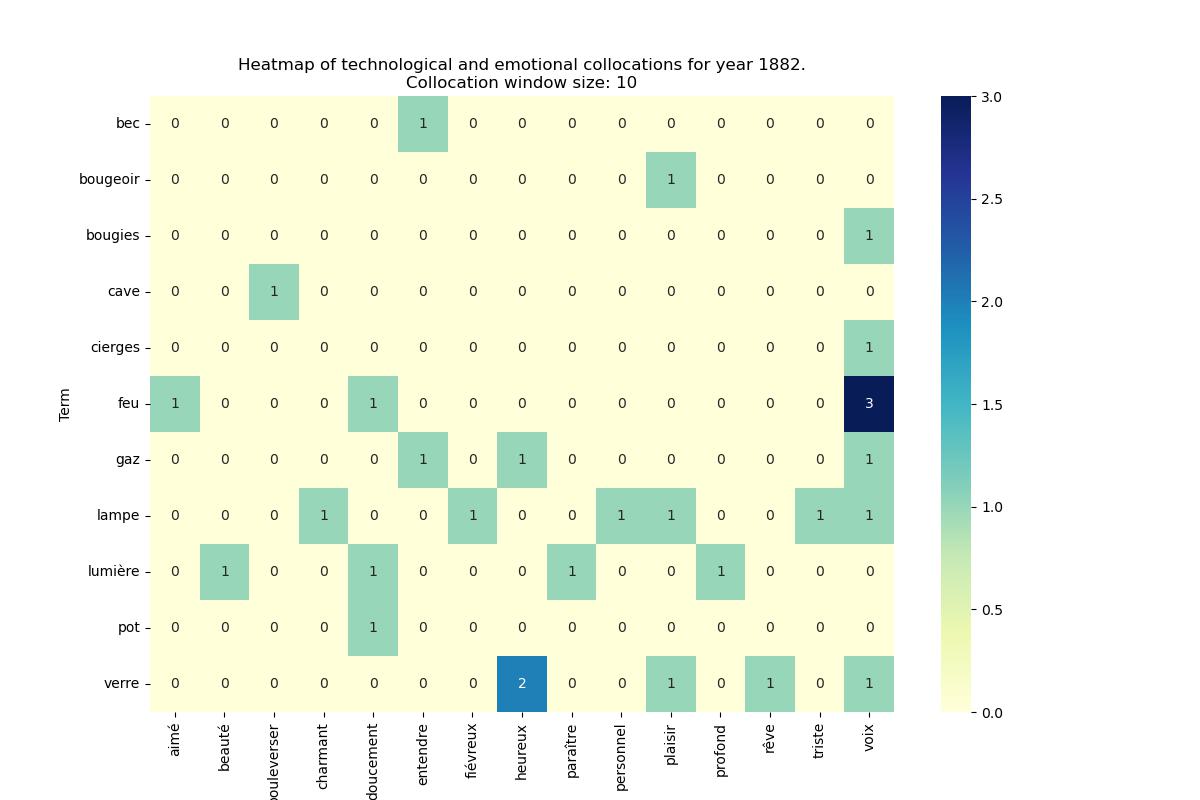 Heatmap of technological and emotional collocations for year 1882.
Collocation window size: 10
Term
bec 0 0 0 0 0 1 0 0 0 0 0 0 0 0 0
bougeoir 0 0 0 0 0 0 0 0 0 0 1 0 0 0 0
bougies 0 0 0 0 0 0 0 0 0 0 0 0 0 0 1
cave 0 0 1 0 0 0 0 0 0 0 0 0 0 0 0
cierges 0 0 0 0 0 0 0 0 0 0 0 0 0 0 1
feu 1 0 0 0 1 0 0 0 0 0 0 0 0 0 3
gaz 0 0 0 0 0 1 0 1 0 0 0 0 0 0 1
lampe 0 0 0 1 0 0 1 0 0 1 1 0 0 1 1
lumière 0 1 0 0 1 0 0 0 1 0 0 1 0 0 0
pot 0 0 0 0 1 0 0 0 0 0 0 0 0 0 0
verre 0 0 0 0 0 0 0 2 0 0 1 0 1 0 1
aimé beauté ouleverser charmant doucement entendre fiévreux heureux paraître personnel plaisir profond rêve triste voix
3.0
2.5
2.0
1.5
1.0
0.5
0.0